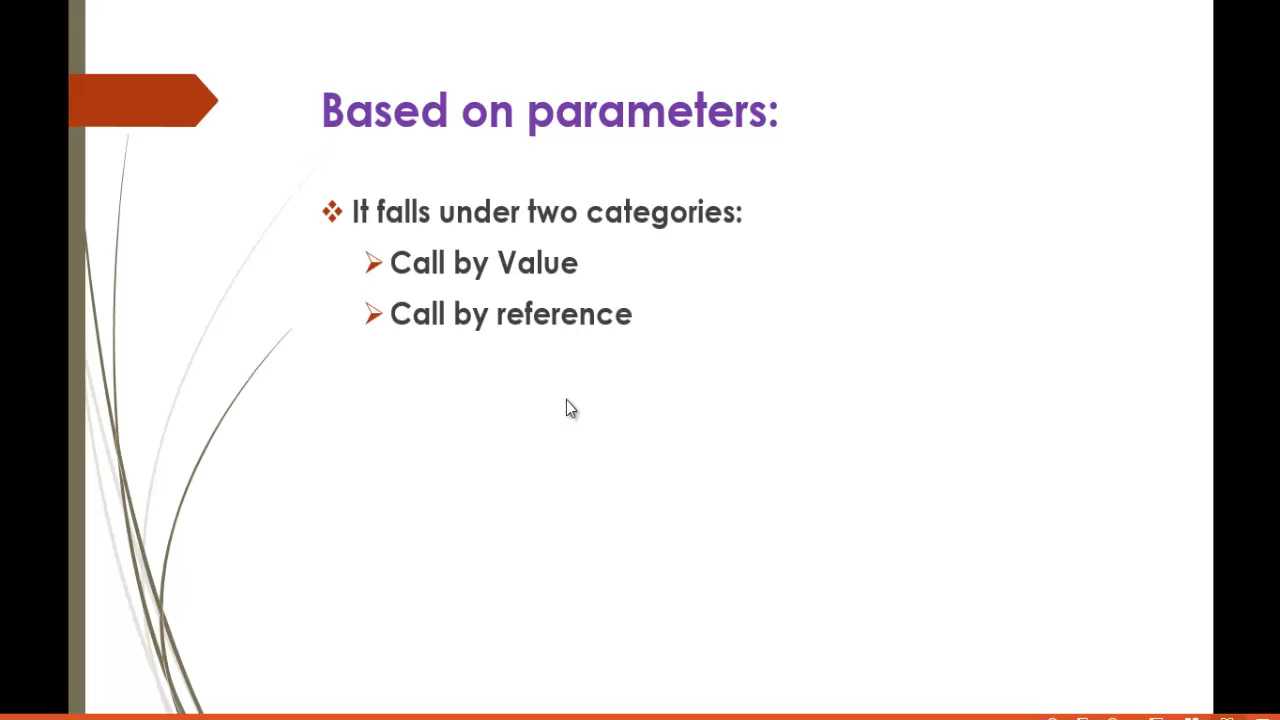 Based on parameters:
It falls under two categories:
Call by Value
Call by reference